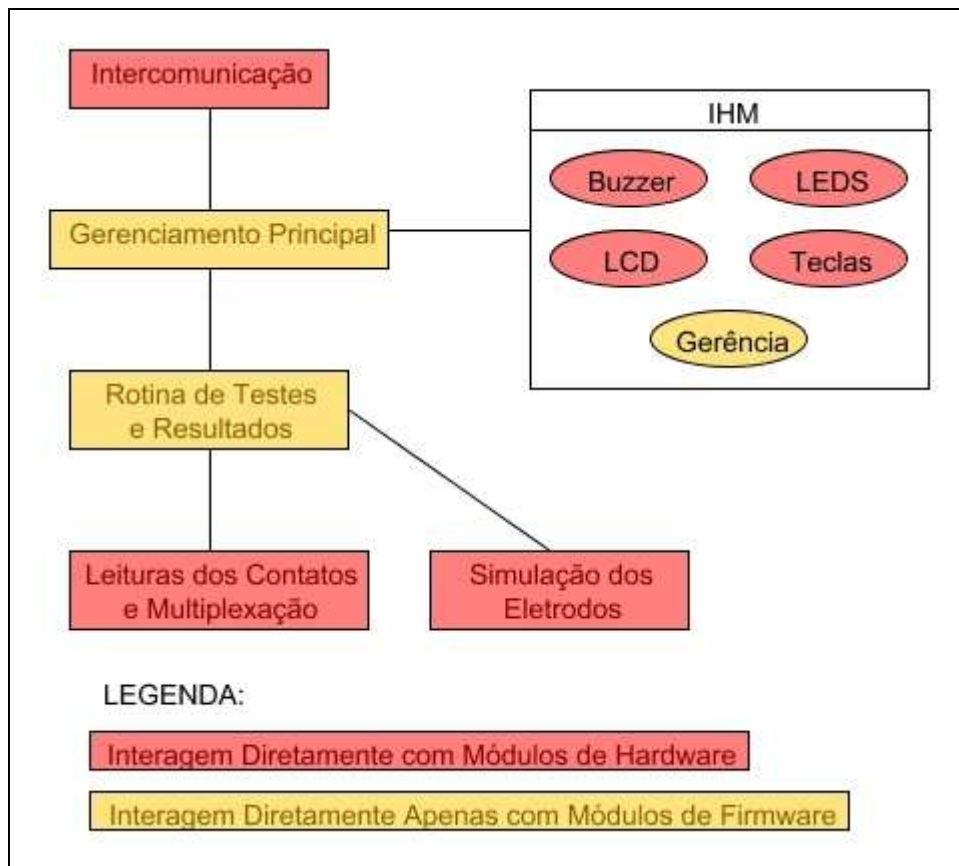 Intercomunicação
IHM
Buzzer
LEDS
Gerenciamento Principal
LCD
Teclas
Gerência
Rotina de Testes
e Resultados
Leituras dos Contatos
e Multiplexação
Simulação dos
Eletrodos
LEGENDA:
Interagem Diretamente com Módulos de Hardware
Interagem Diretamente Apenas com Módulos de Firmware